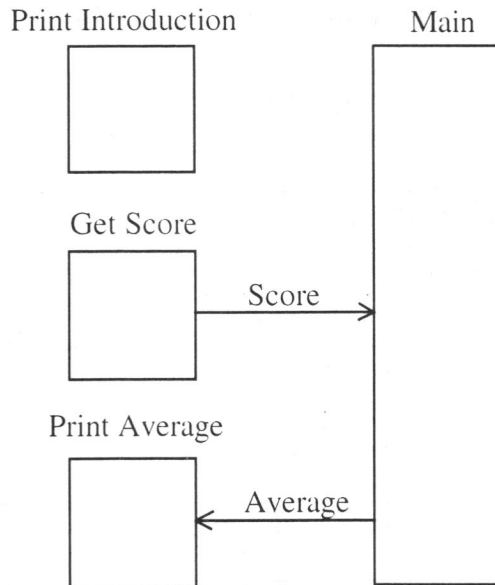 Print Introduction
Main
Get Score
Score
Print Average
Average